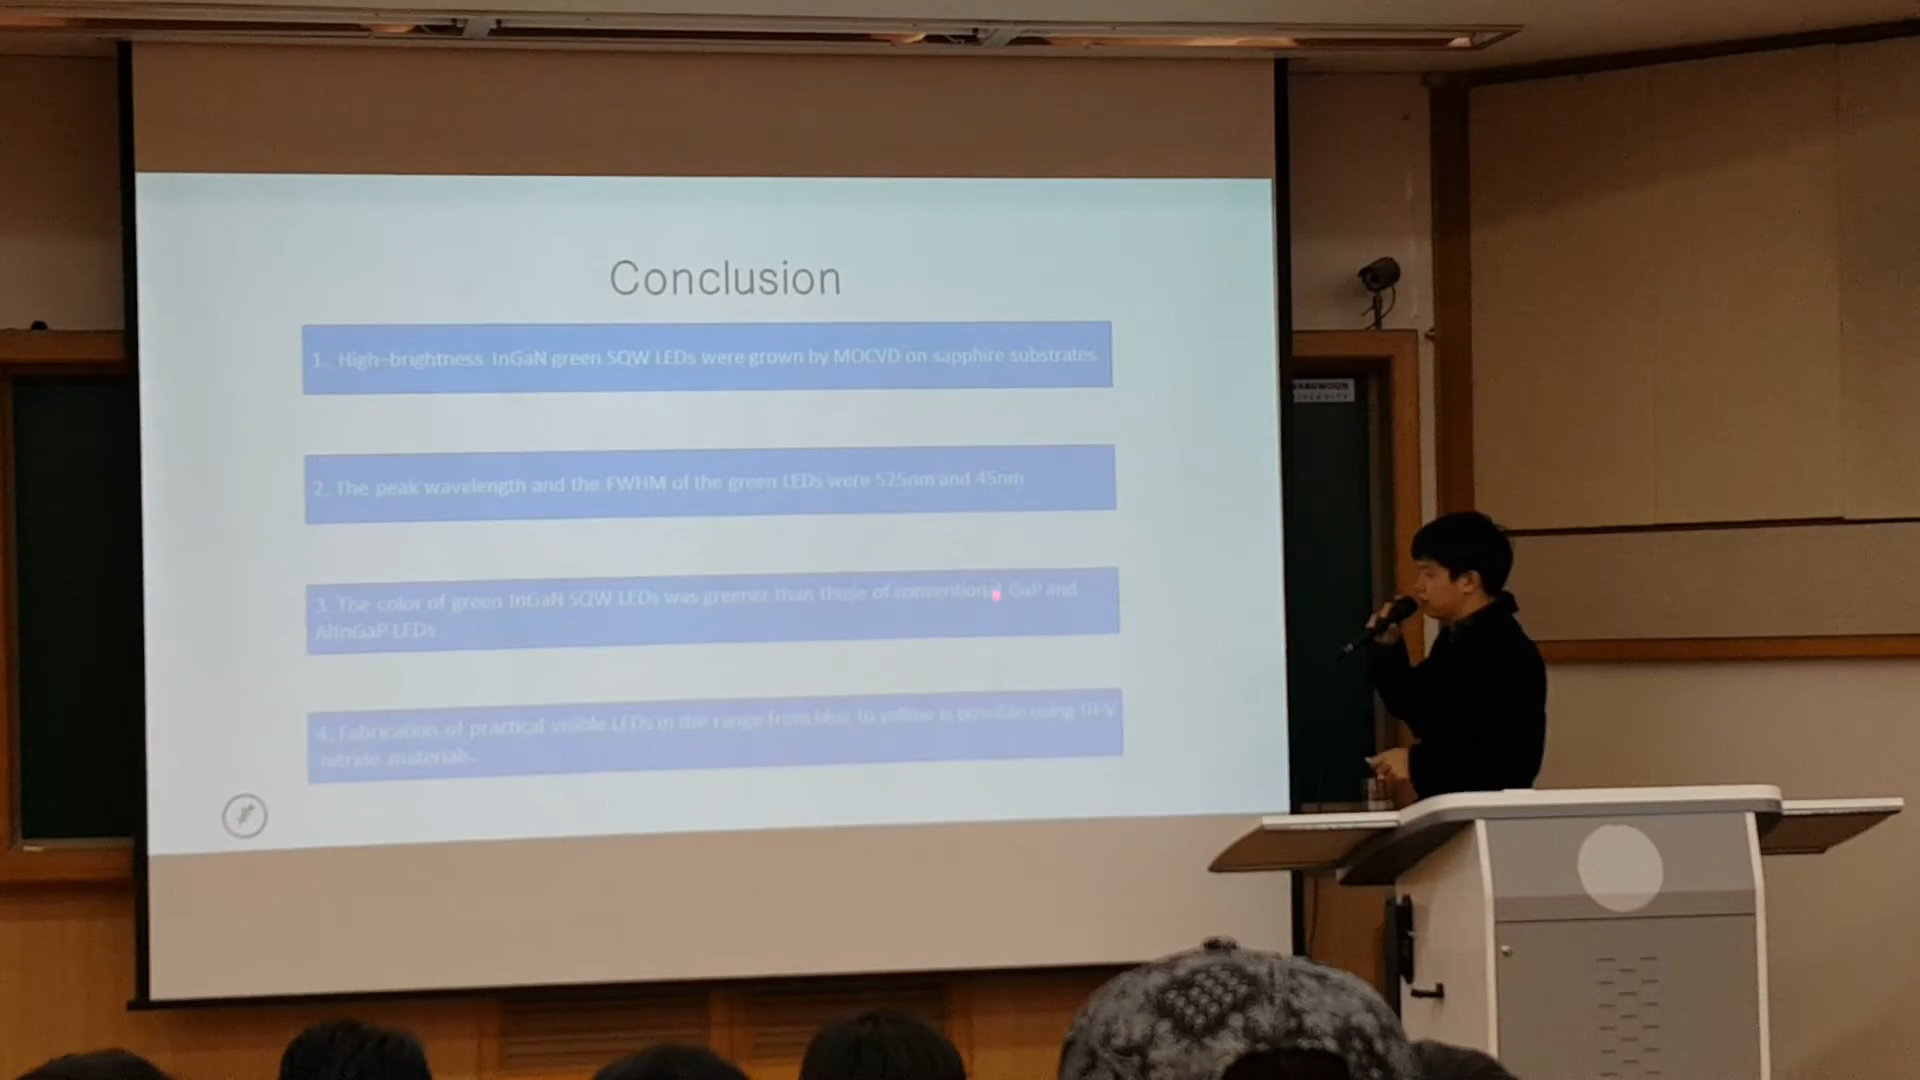 Conclusion
1. High-brightness InGaN green SQW LEDs were grown by MOCVD on sapphire substrates
2. The peak wavelength and the FWHM of the green LEDs were 525nm and 45nm
3. The color of green InGaN SQW LEDs was greener than those of conventional GaP and
AlInGaP LEDs
4. Fabrication of practical visible LEDs in the range from blue to yellow is possible using III-V
nitride materials.